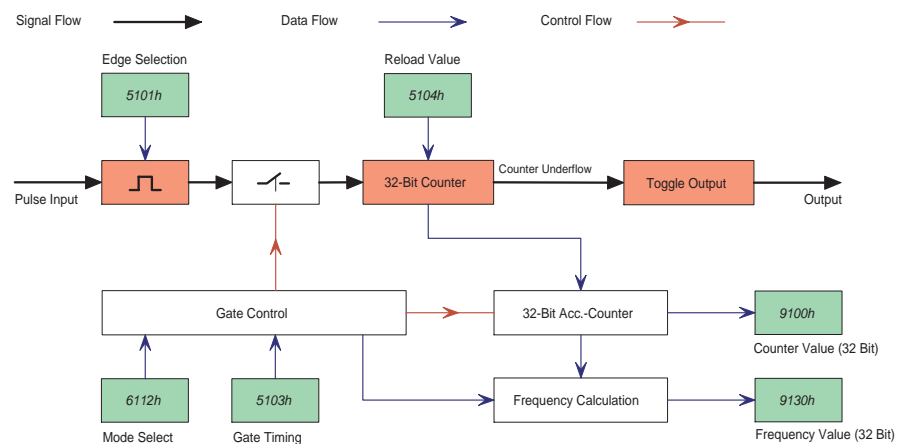 Signal Flow
Data Flow
Control Flow
Edge Selection
Reload Value
5101h
5104h
Pulse Input
32-Bit Counter
Counter Underflow
Toggle Output
Output
Gate Control
32-Bit Acc.-Counter
9100h
Counter Value (32 Bit)
6112h
5103h
Frequency Calculation
9130h
Mode Select
Gate Timing
Frequency Value (32 Bit)